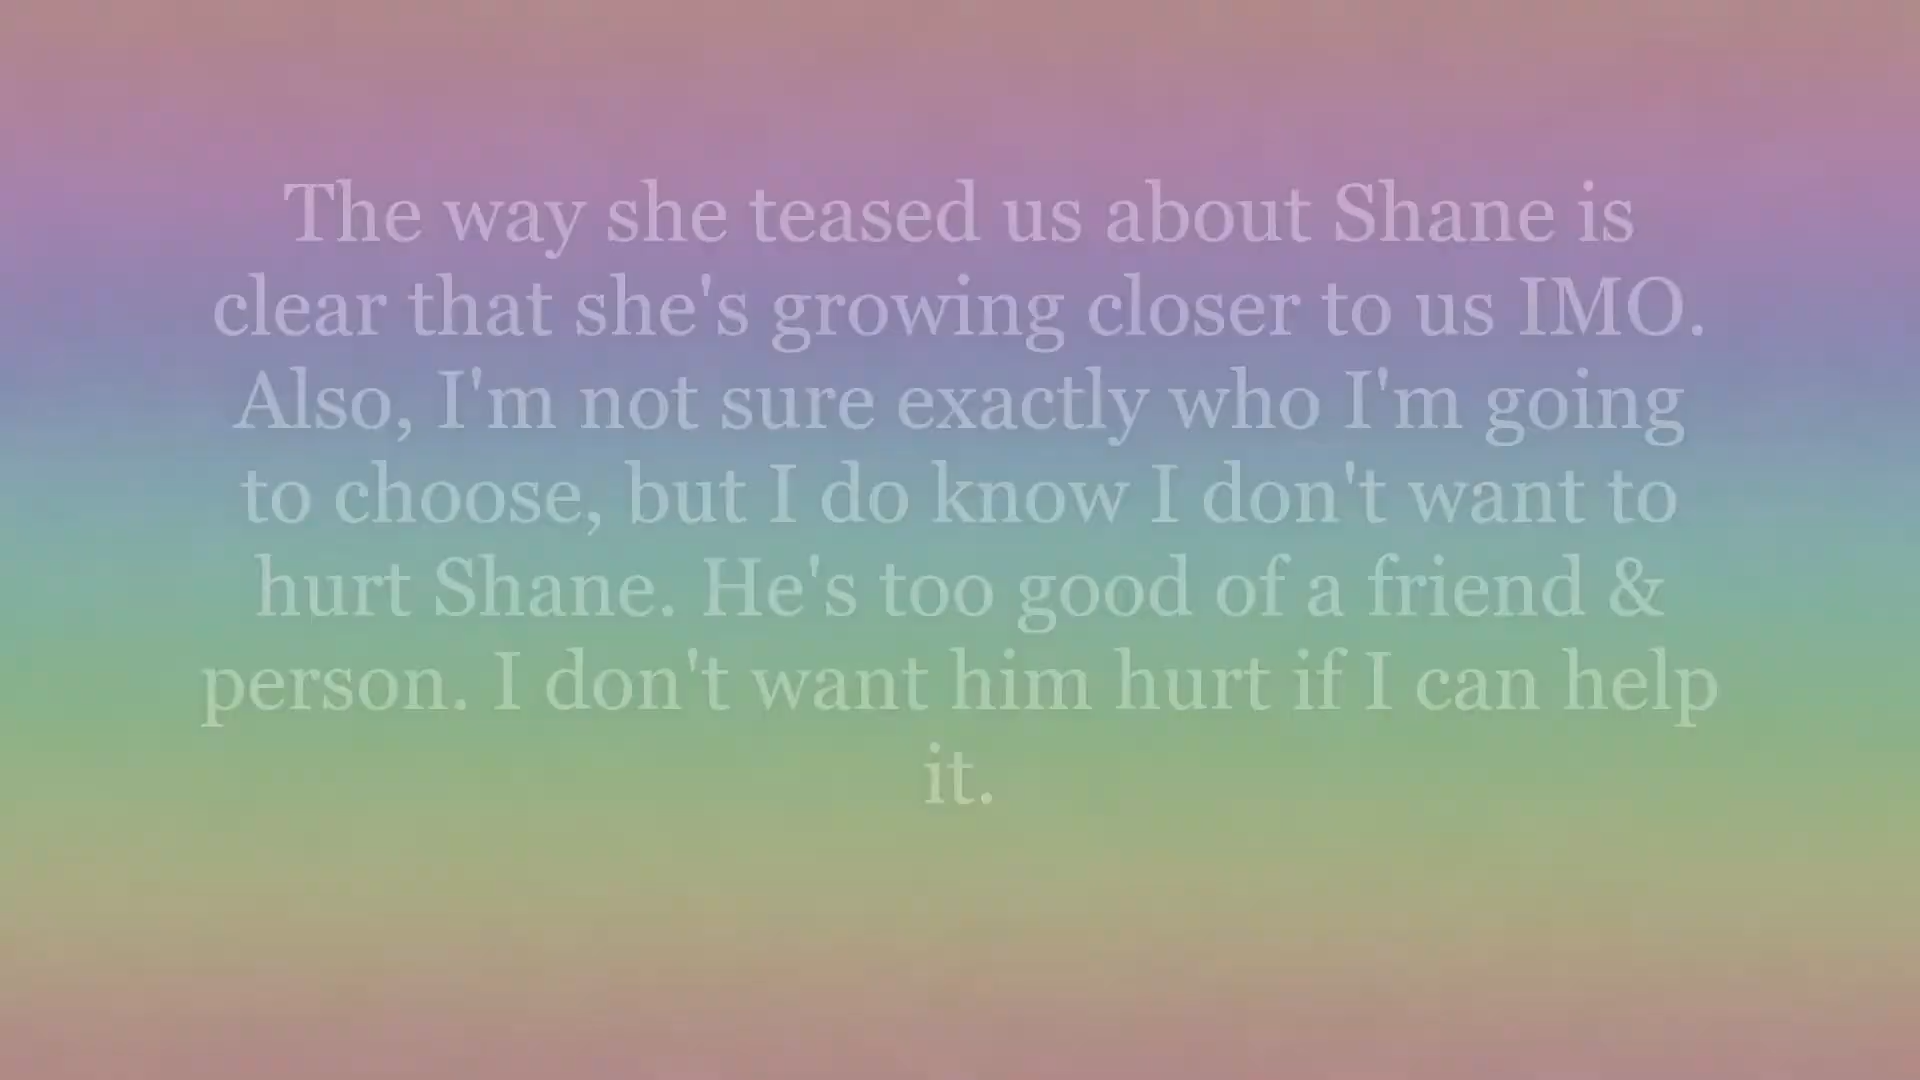 The way she teased us about Shane is
clear that she's growing closer to us IMO.
Also, I'm not sure exactly who I'm going
to choose, but I do know I don't want to
hurt Shane. He's too good of a friend &
person. I don't want him hurt if I can help
it.